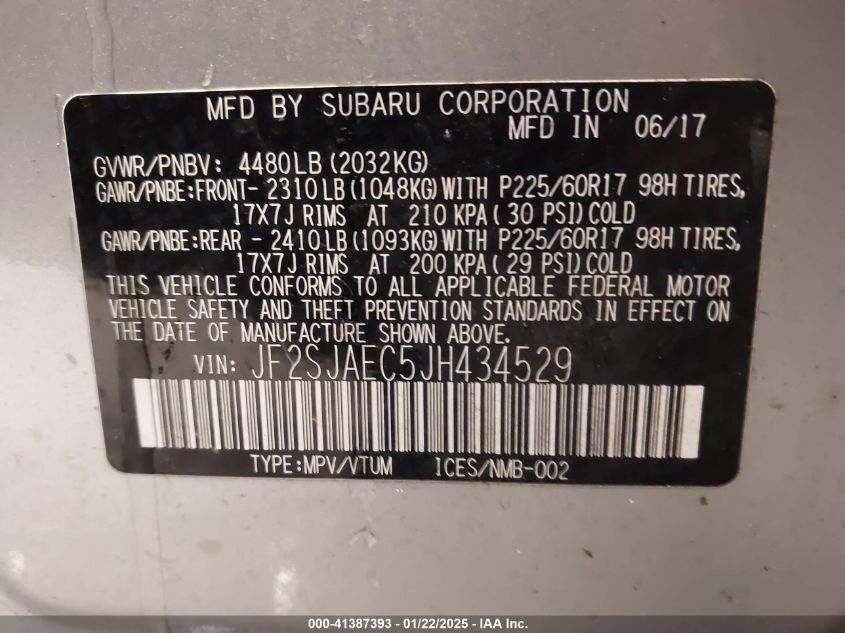 MFD BY SUBARU CORPORATION
MFD IN 06/17
GVWR/PNBV: 4480LB (2032KG)
GAWR/PNBE:FRONT- 2310LB (1048KG)WITH P225/60R17 98H TIRES,
17X7J RIMS AT 210 KPA( 30 PSI)COLD
GAWR/PNBE:REAR - 2410LB (1093KG)WITH P225/60R17 98H TIRES,
17X7J RIMS AT 200 KPA( 29 PSI)COLD
THIS VEHICLE CONFORMS TO ALL APPLICABLE FEDERAL MOTOR
VEHICLE SAFETY AND THEFT PREVENTION STANDARDS IN EFFECT ON
THE DATE OF MANUFACTURE SHOWN ABOVE.
VIN: JF2SJAEC5JH434529
TYPE:MPV/VTUM ICES/NMB-002
000-41387393 - 01/22/2025 - IAA Inc.